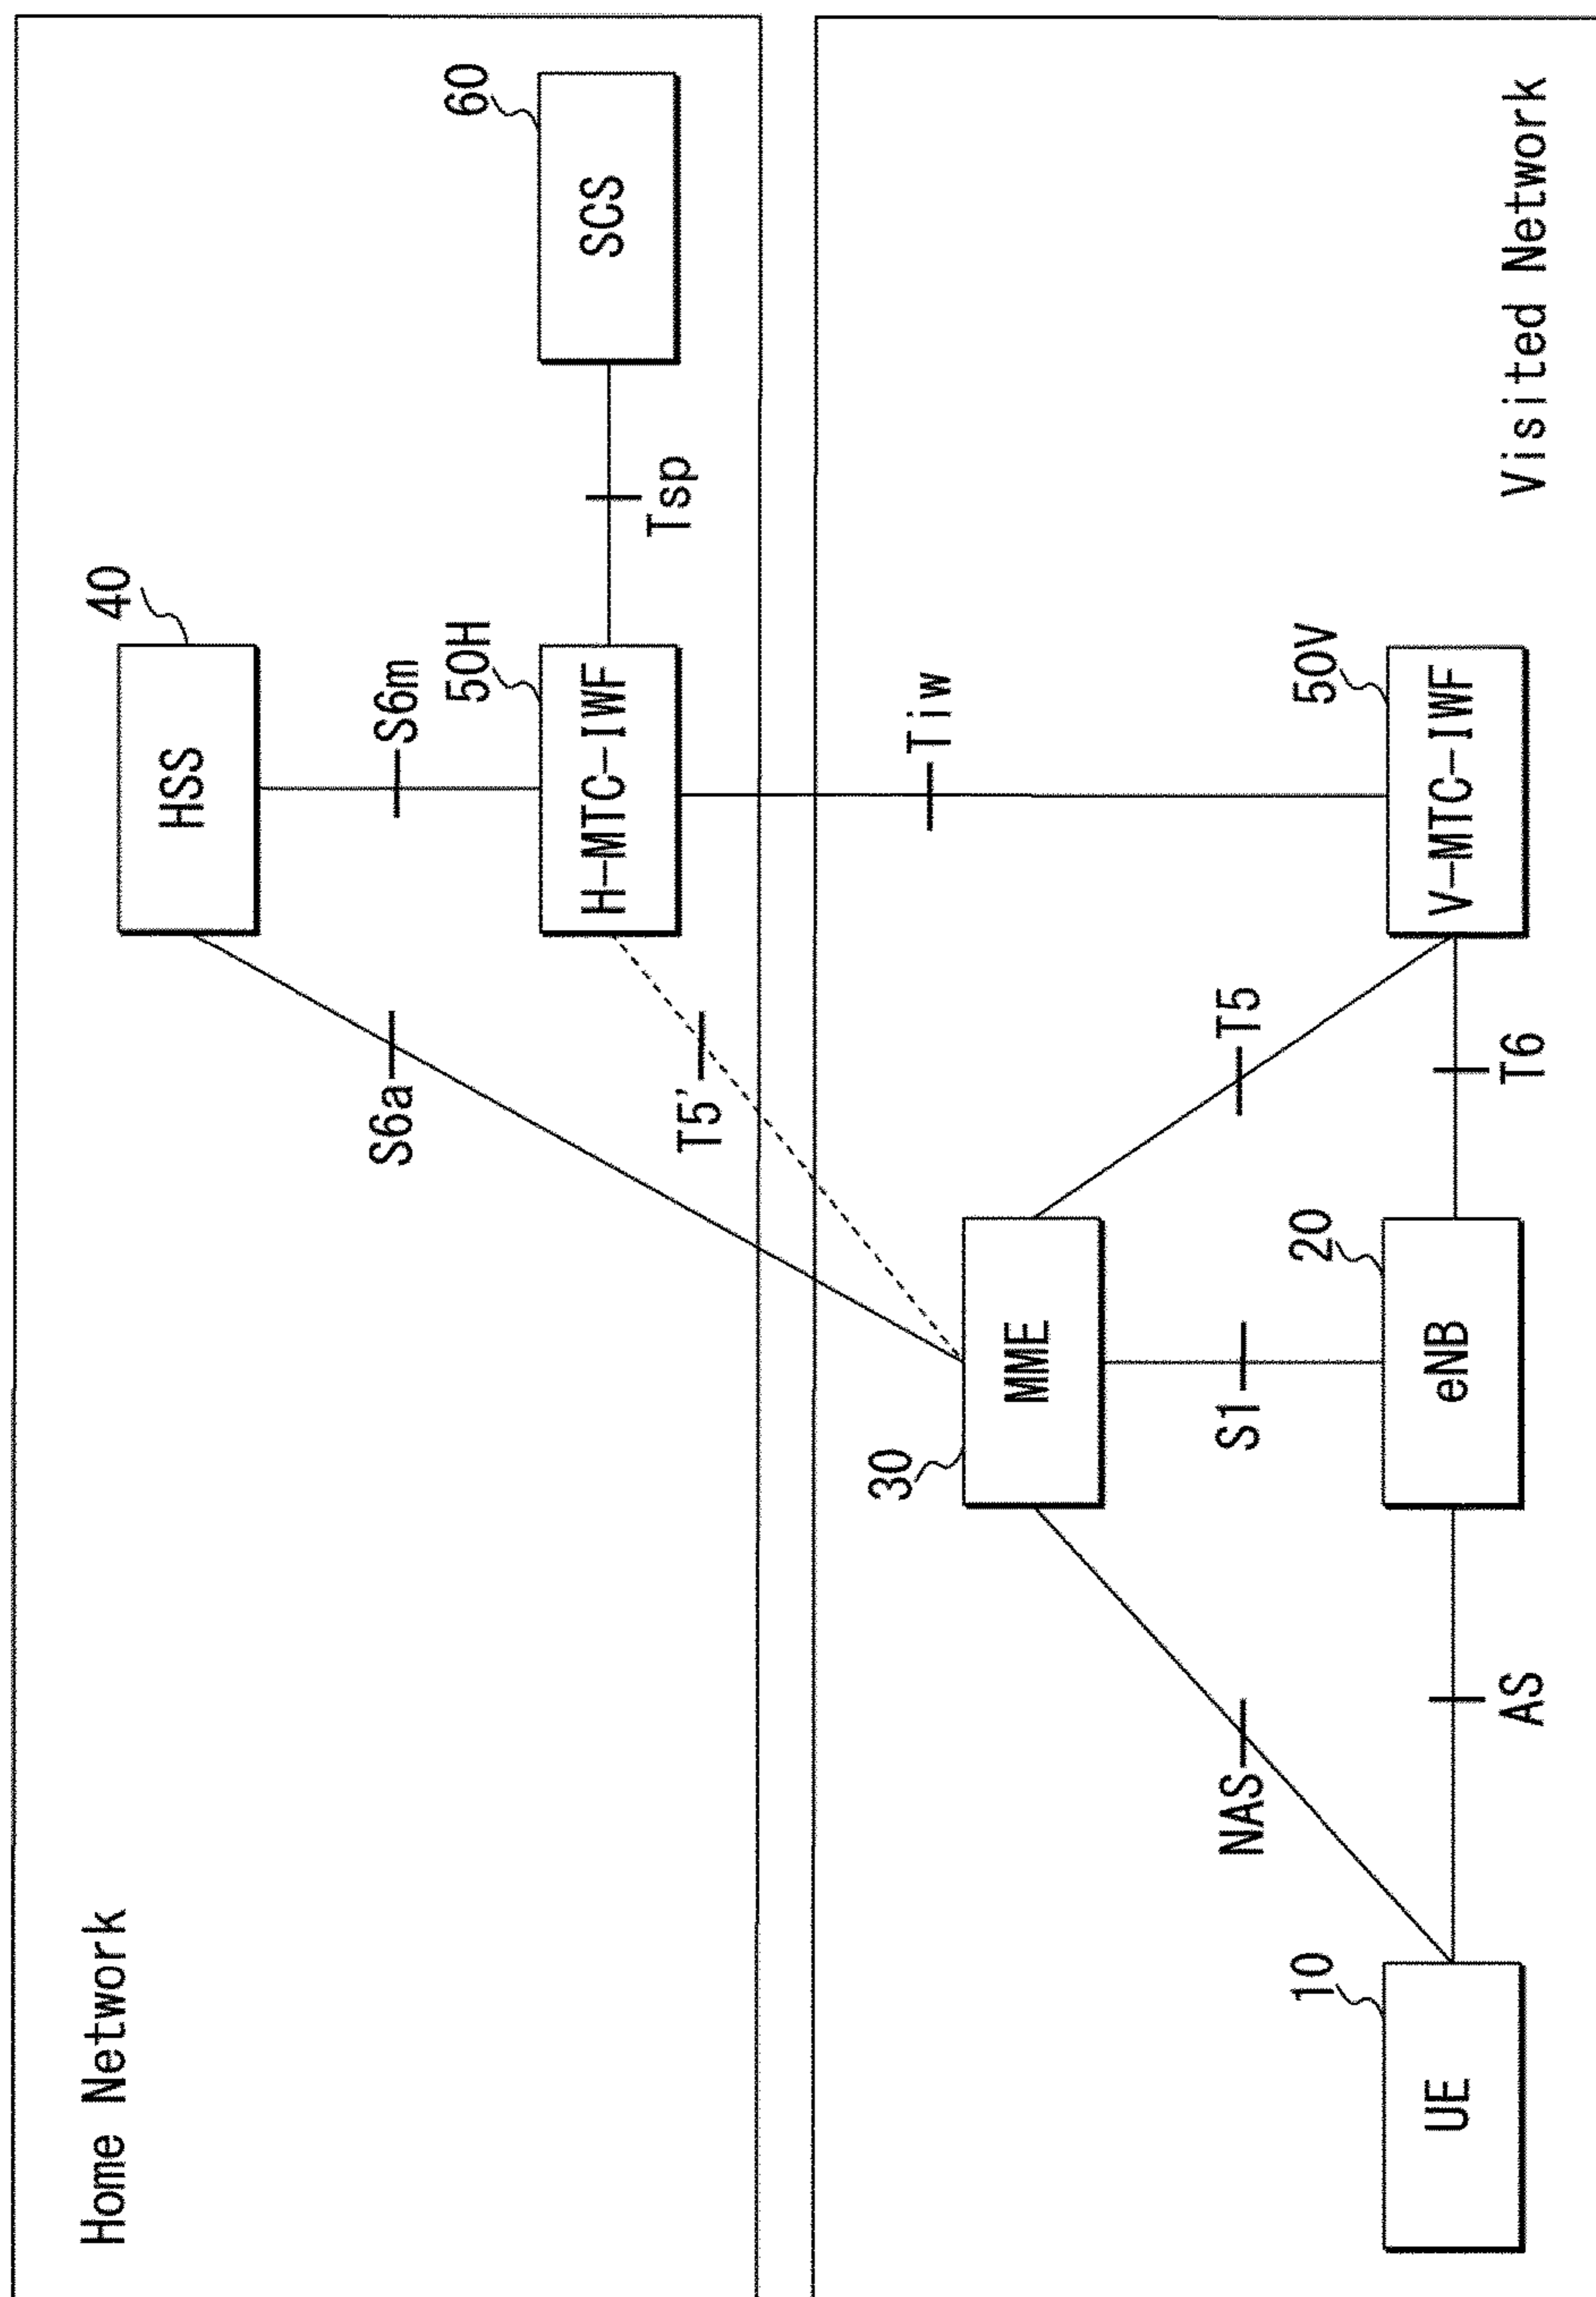 Home Network
40
HSS
S6a
S6m
60
SCS
50H
H-MTC-IWF
Tsp
T5'
Tiw
30
MME
NAS
S1
T5
10
UE
20
eNB
50V
V-MTC-IWF
AS
T6
Visited Network